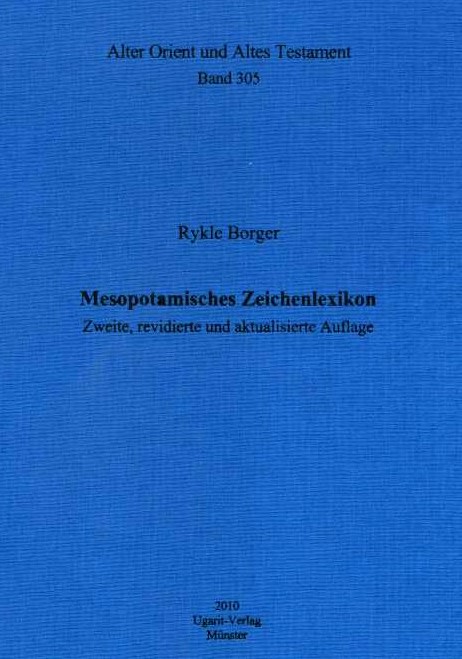 Alter Orient und Altes Testament
Band 305
Rykle Borger
Mesopotamisches Zeichenlexikon
Zweite, revidierte und aktualisierte Auflage
2010
Ugarit-Verlag
Münster